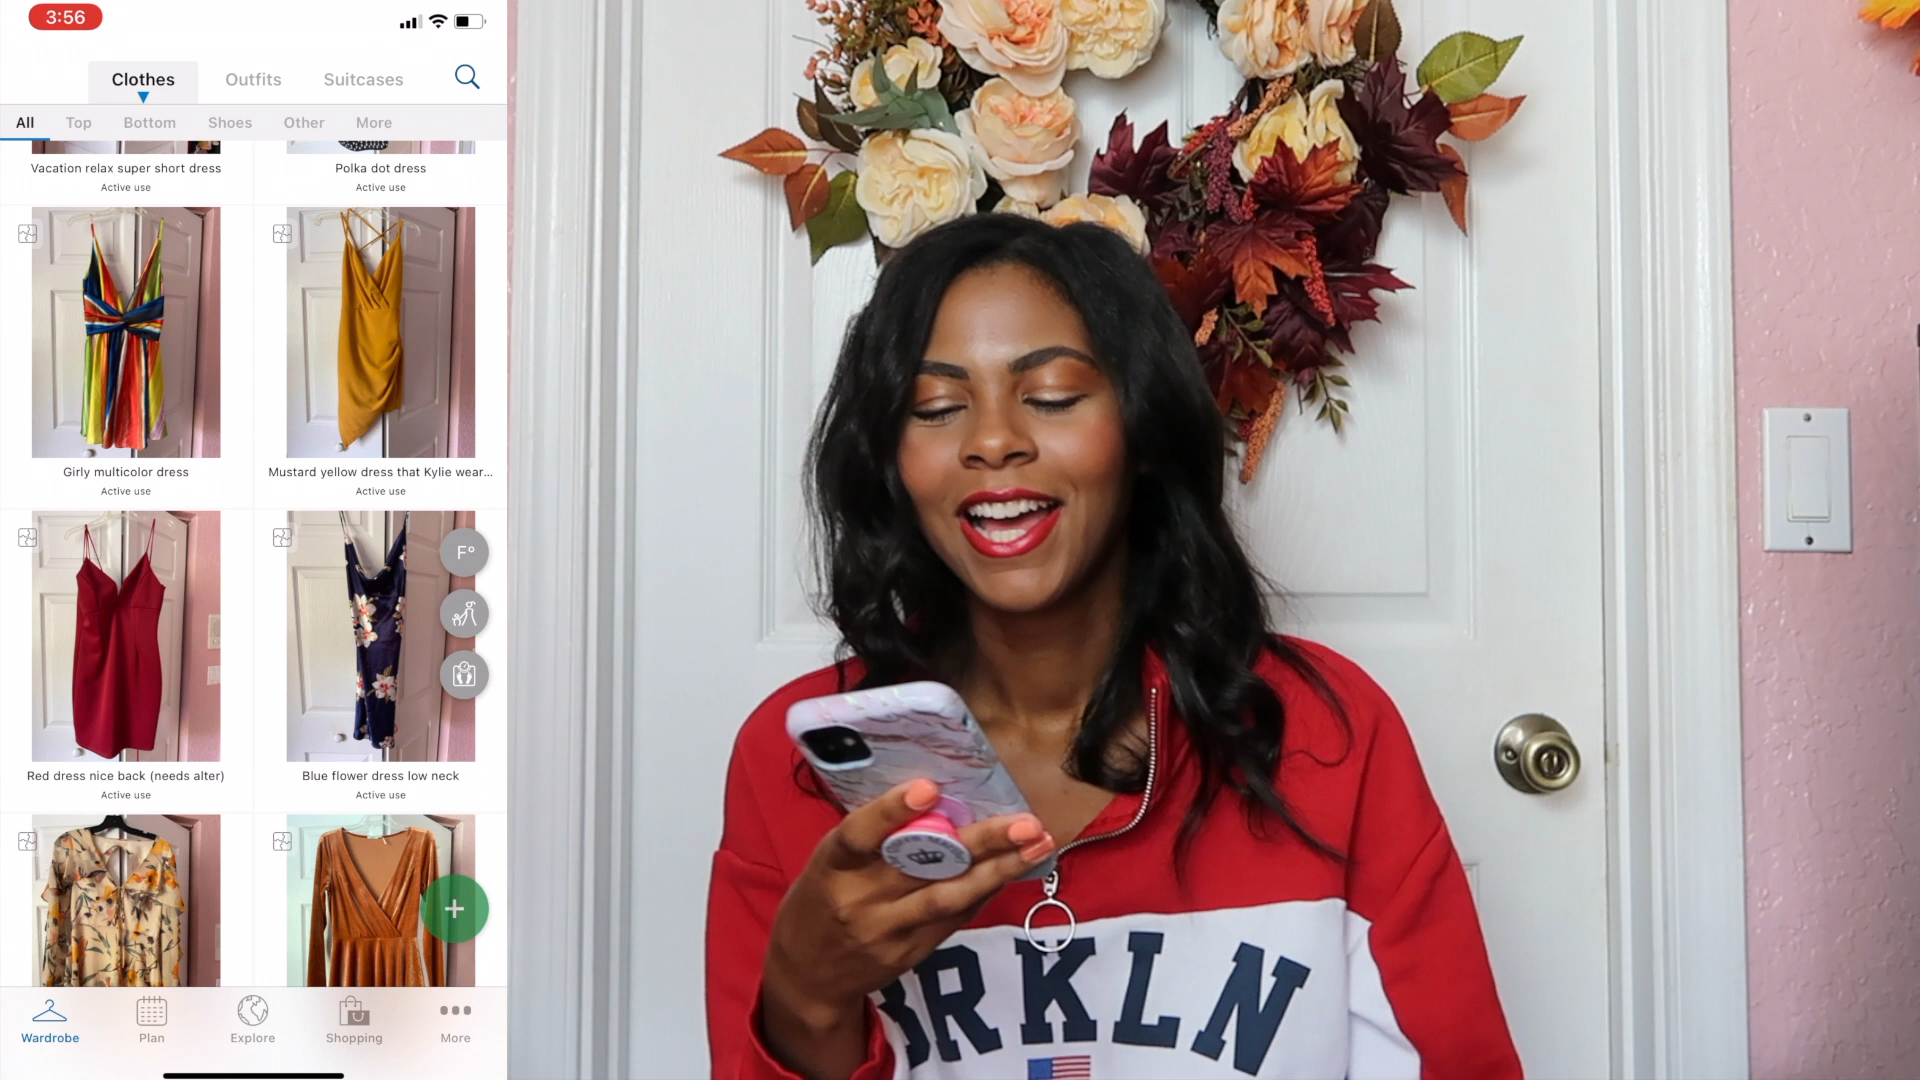 3:56
Clothes
Outfits
Suitcases
All
Top
Bottom
Shoes
Other
More
Vacation relax super short dress
Active use
Polka dot dress
Active use
Girly multicolor dress
Active use
Mustard yellow dress that Kylie wear...
Active use
F°
Red dress nice back (needs alter)
Active use
Blue flower dress low neck
Active use
+
Wardrobe
Plan
Explore
Shopping
More
BRKLN